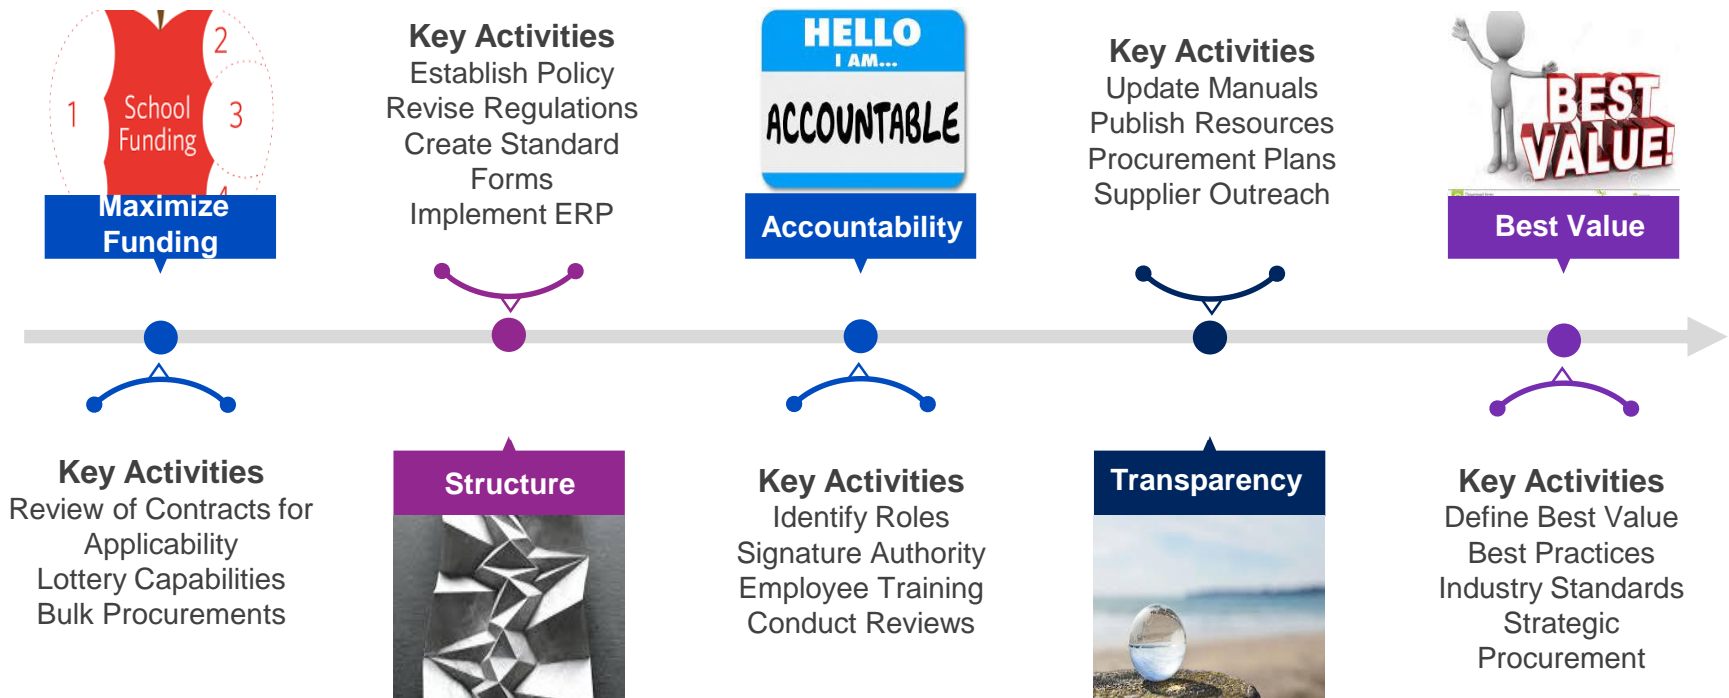 1
School
Funding
2
3
4
Maximize
Funding
Key Activities
Review of Contracts for
Applicability
Lottery Capabilities
Bulk Procurements
Key Activities
Establish Policy
Revise Regulations
Create Standard
Forms
Implement ERP
Structure
HELLO
I AM...
ACCOUNTABLE
Accountability
Key Activities
Identify Roles
Signature Authority
Employee Training
Conduct Reviews
Key Activities
Update Manuals
Publish Resources
Procurement Plans
Supplier Outreach
Transparency
BEST
VALUE!
Best Value
Key Activities
Define Best Value
Best Practices
Industry Standards
Strategic
Procurement